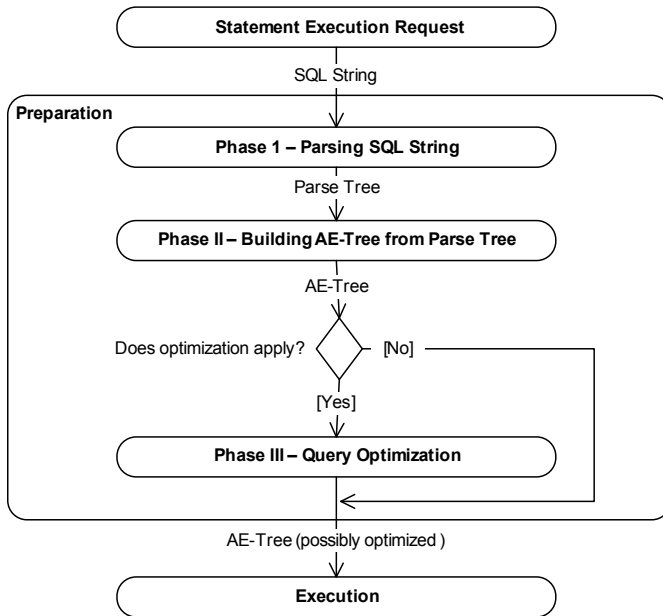 Statement Execution Request
SQL String
Preparation
Phase 1 – Parsing SQL String
Parse Tree
Phase II – Building AE-Tree from Parse Tree
AE-Tree
Does optimization apply?
[No]
[Yes]
Phase III – Query Optimization
AE-Tree (possibly optimized )
Execution